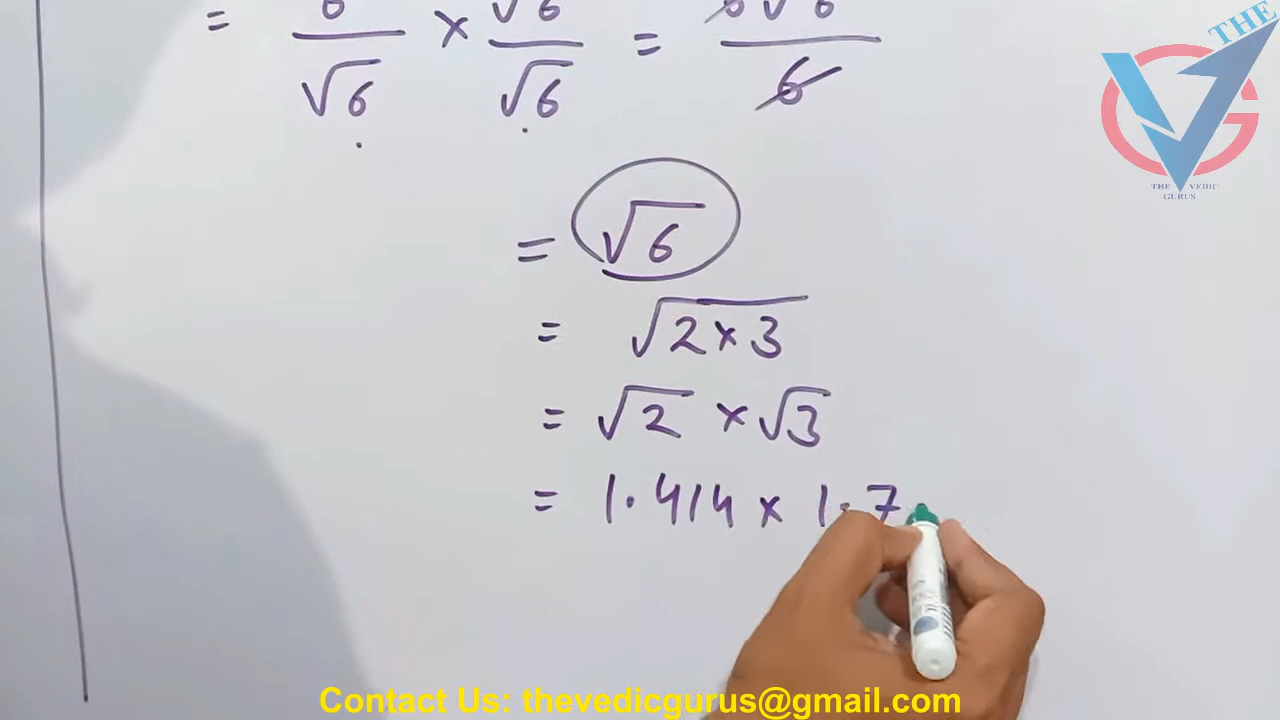 = 6/√6 × √6/√6 = 6√6/6
= √6
= √2×3
= √2 × √3
= 1.414 × 1.7
THE
THE VEDIC
GURUS
Contact Us: thevedicgurus@gmail.com